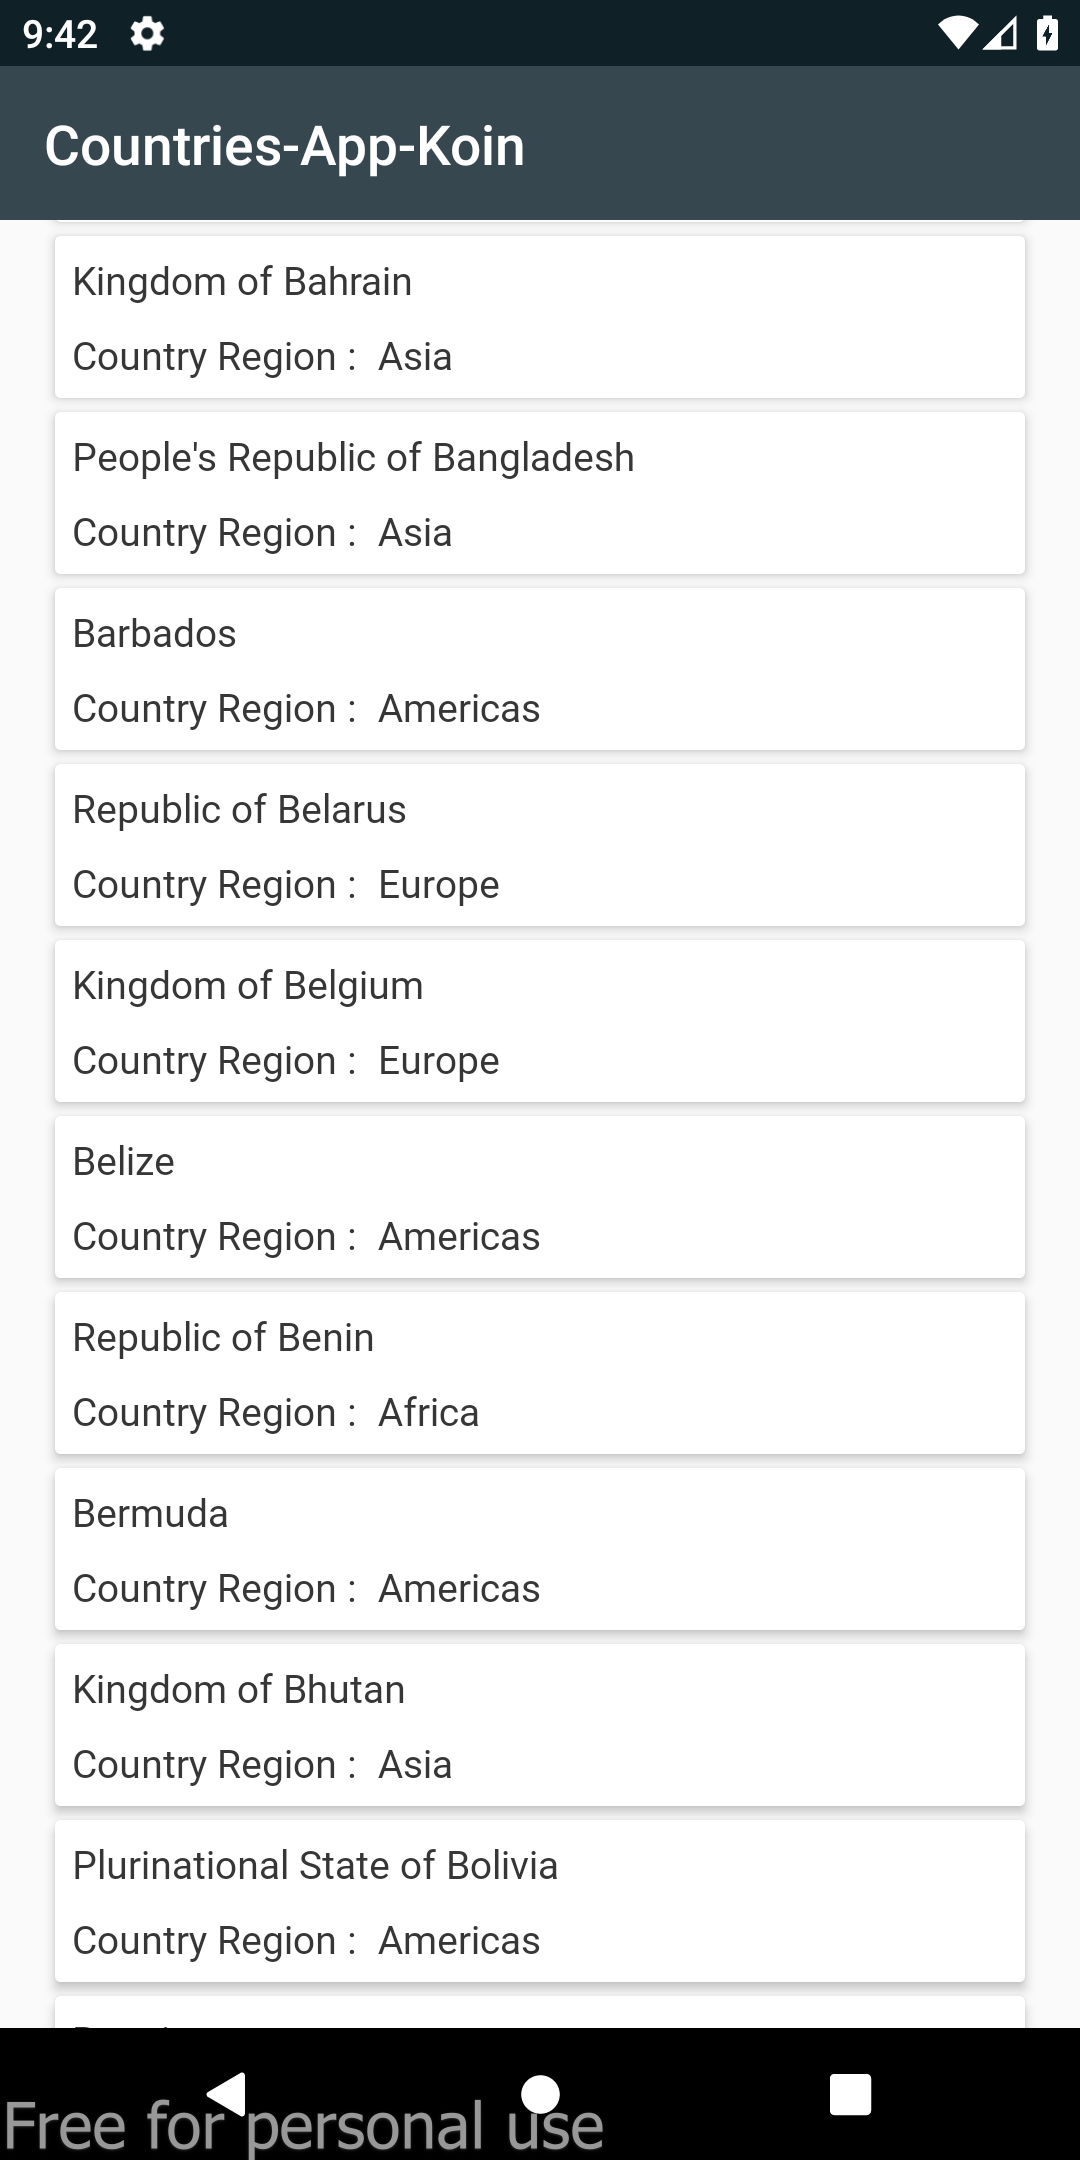 9:42
Countries-App-Koin
Kingdom of Bahrain
Country Region : Asia
People's Republic of Bangladesh
Country Region : Asia
Barbados
Country Region : Americas
Republic of Belarus
Country Region : Europe
Kingdom of Belgium
Country Region : Europe
Belize
Country Region : Americas
Republic of Benin
Country Region : Africa
Bermuda
Country Region : Americas
Kingdom of Bhutan
Country Region : Asia
Plurinational State of Bolivia
Country Region : Americas
Free for personal use